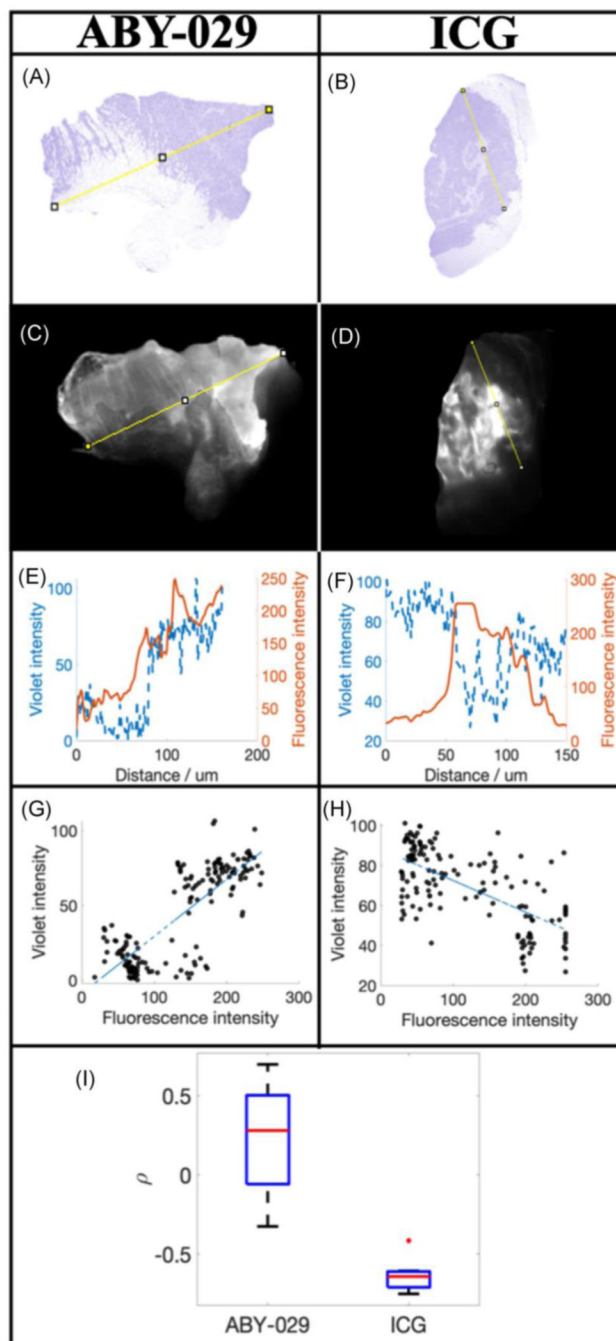 ABY-029 ICG
(A) (B)
(C) (D)
(E) (F)
100 250 100 300
200 80 200
Violet intensity 50 150 Fluorescence intensity Violet intensity 60 Fluorescence intensity
100 40 100
50
0 0 20 0
0 100 200 0 50 100 150
Distance / um Distance / um
(G) (H)
100 100
80
Violet intensity 50 Violet intensity 60
40
0 20
0 100 200 300 0 100 200 300
Fluorescence intensity Fluorescence intensity
(I)
0.5
ρ 0
-0.5
ABY-029 ICG